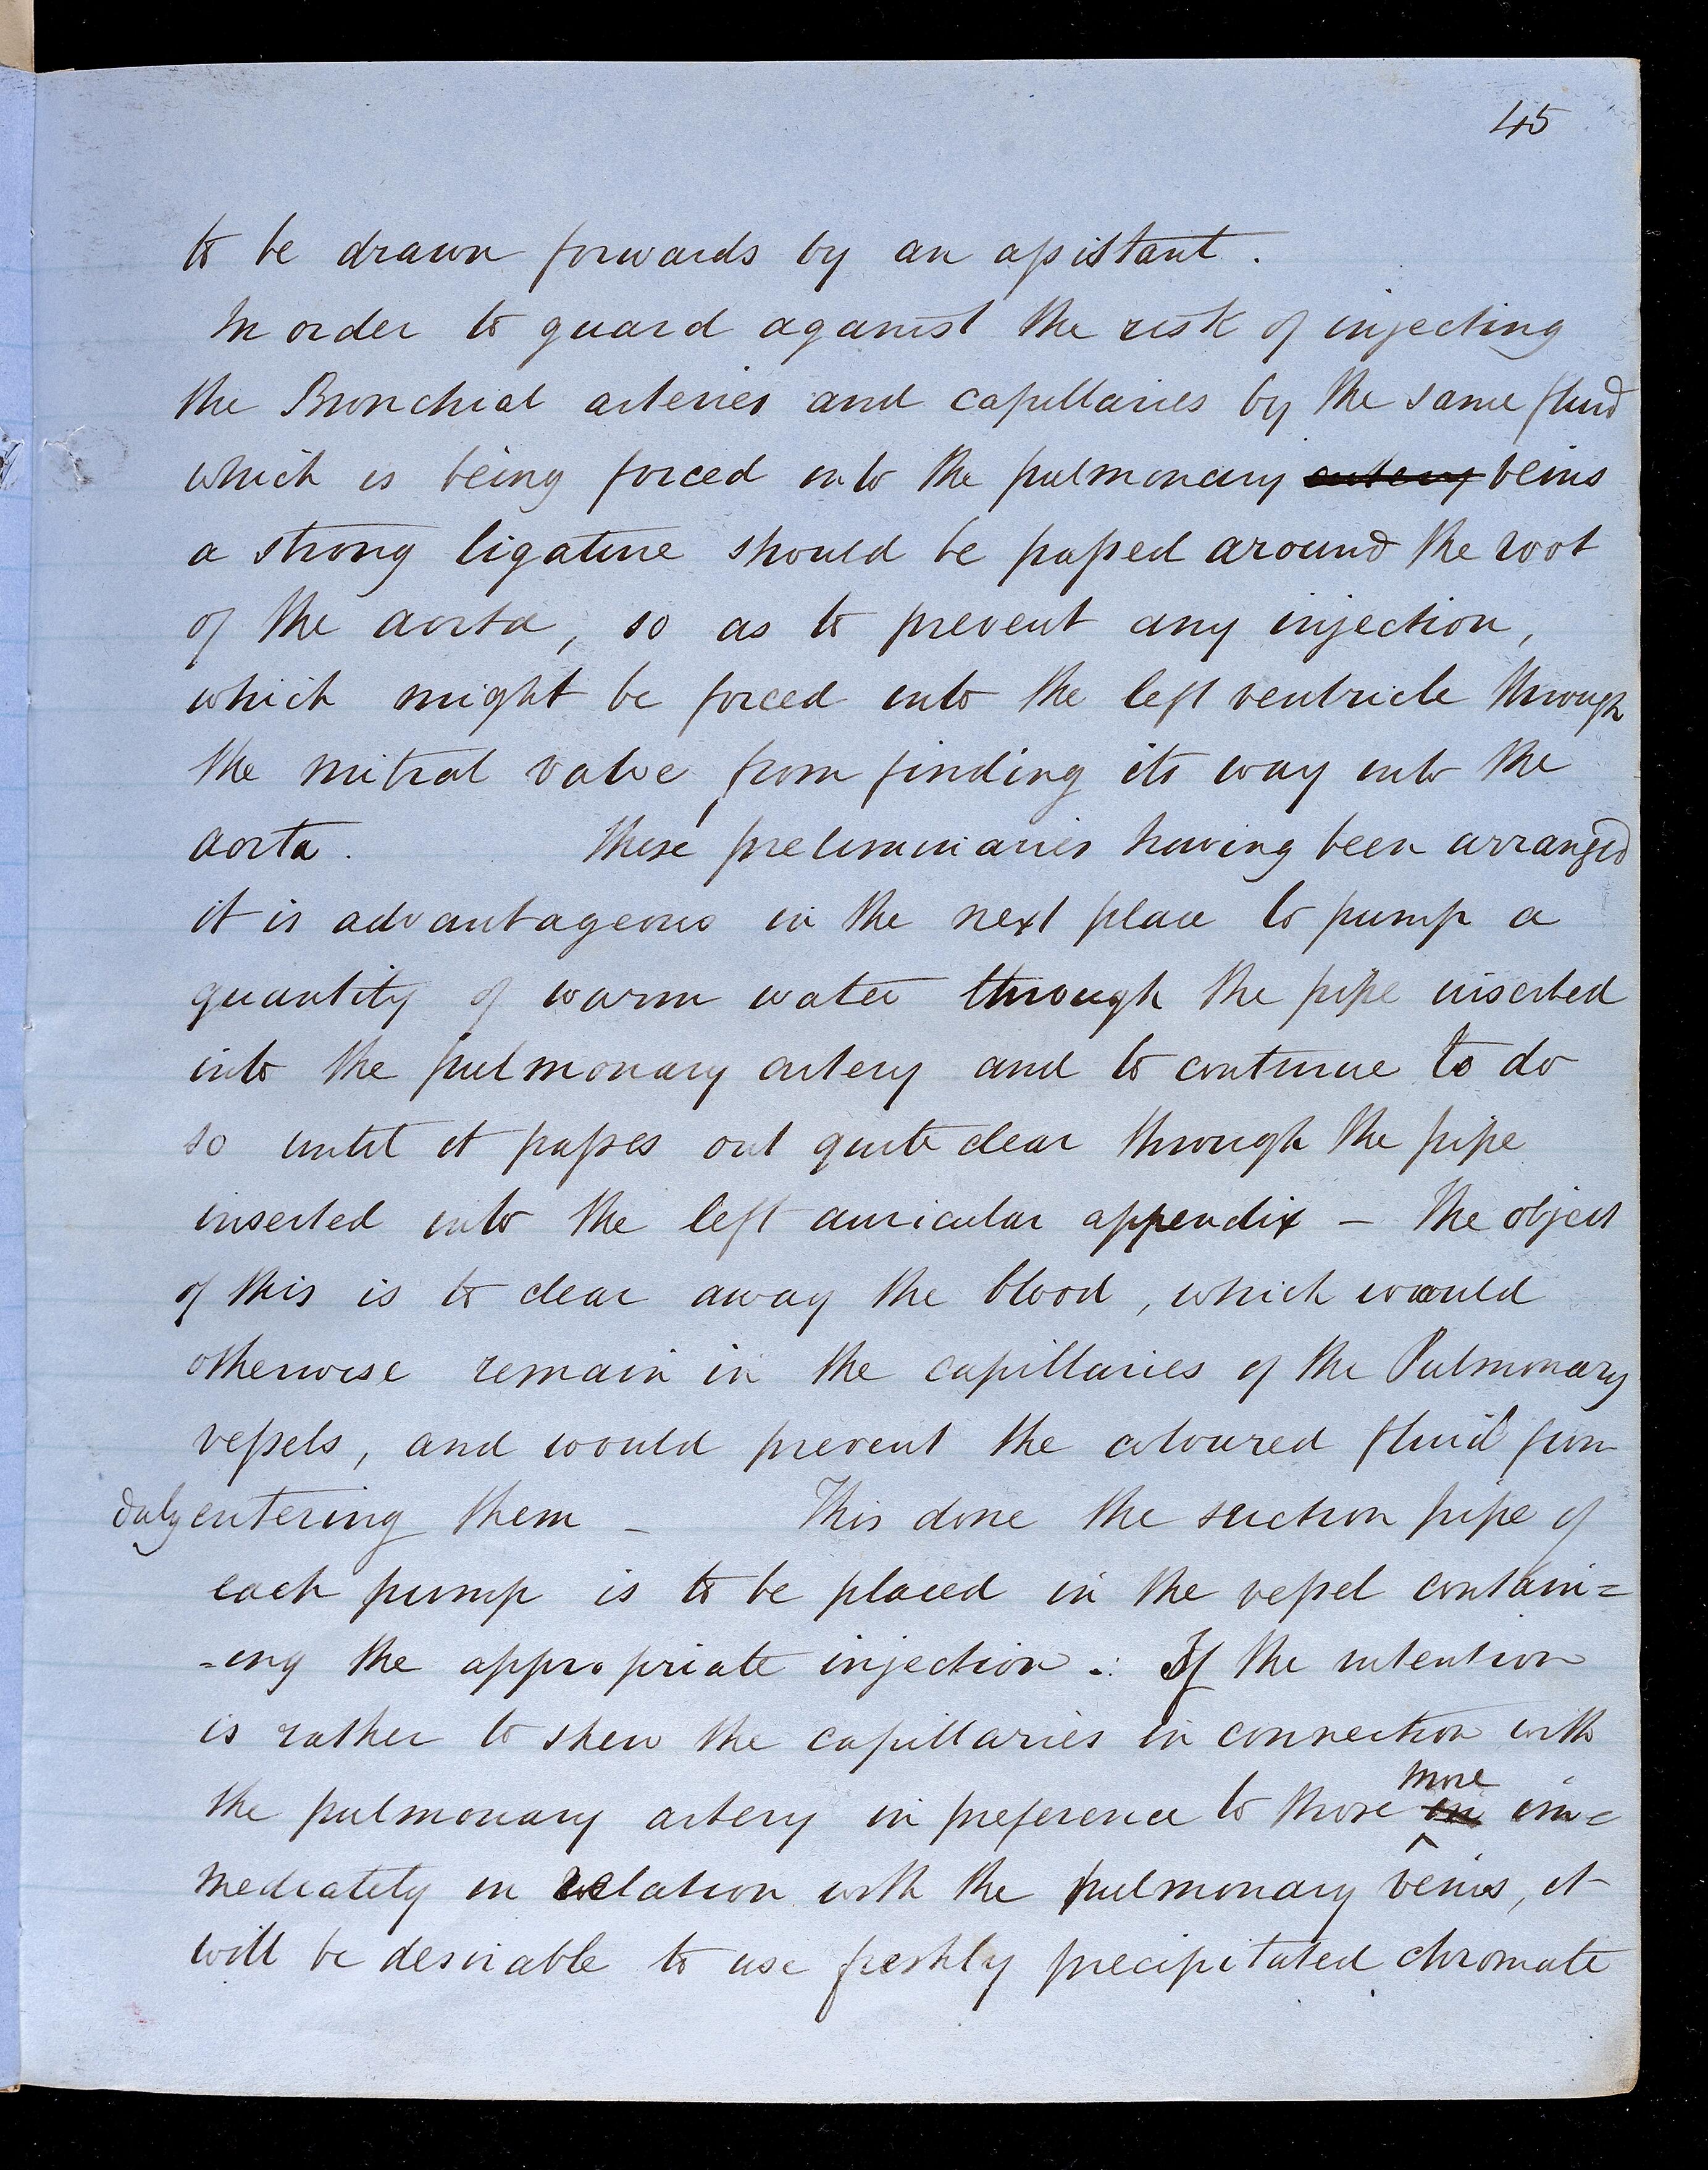 45
to be drawn forwards by an assistant.
In order to guard against the risk of injecting
the Bronchial arteries and capillaries by the same fluid
which is being forced into the pulmonary artery veins
a strong ligature should be passed around the root
of the aorta, so as to prevent any injection,
which might be forced into the left ventricle through
the mitral valve, from finding its way into the
aorta. These preliminaries having been arranged
it is advantageous in the next place to pump a
quantity of warm water through the pipe inserted
into the pulmonary artery and to continue to do
so until it passes out quite clear through the pipe
inserted into the left auricular appendix — The object
of this is to clear away the blood, which would
otherwise remain in the capillaries of the Pulmonary
vessels, and would prevent the coloured fluid from
duly entering them — This done the suction pipe of
each pump is to be placed in the vessel contain=
=ing the appropriate injection. If the intention
is rather to shew the capillaries in connection with
more
the pulmonary artery in preference to those in im=
mediately in relation with the pulmonary veins, it
will be desirable to use freshly precipitated chromate